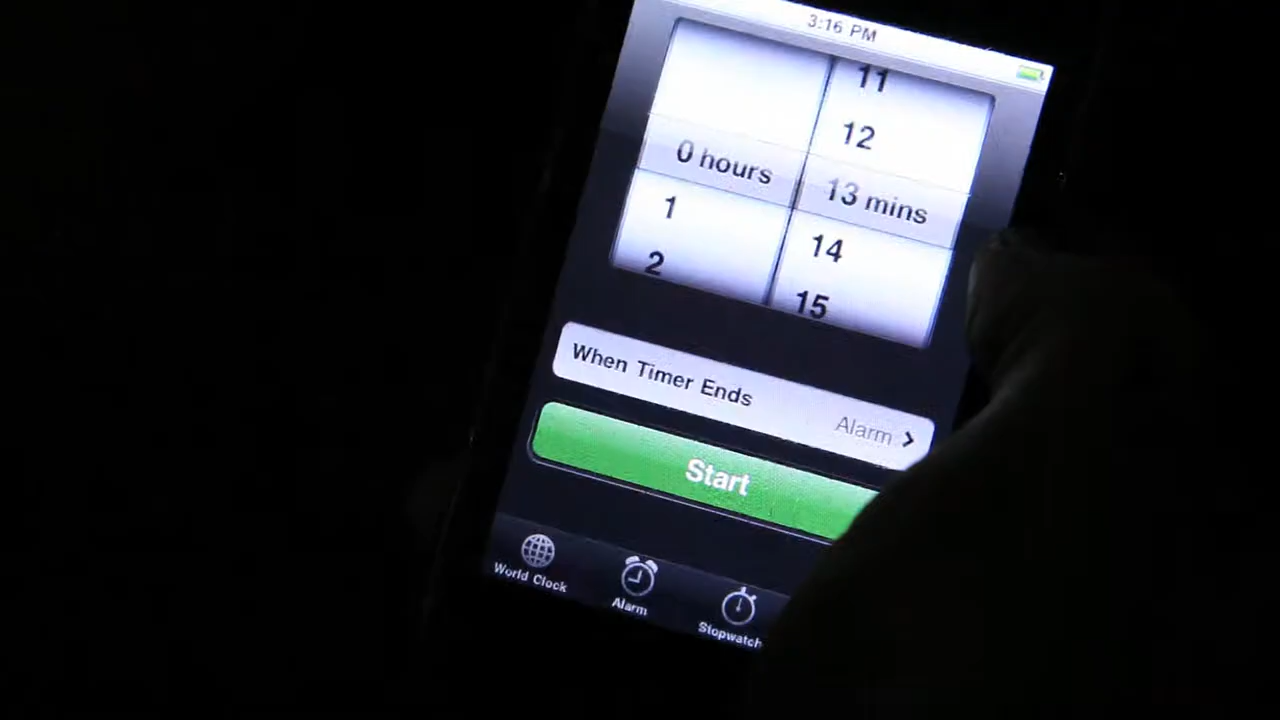 3:16 PM
11
12
0 hours 13 mins
1 14
2 15
When Timer Ends Alarm
Start
World Clock Alarm Stopwatch